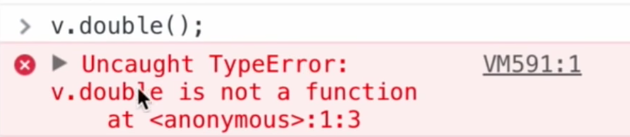 > v.double();
Uncaught TypeError: VM591:1
v.double is not a function
at <anonymous>:1:3